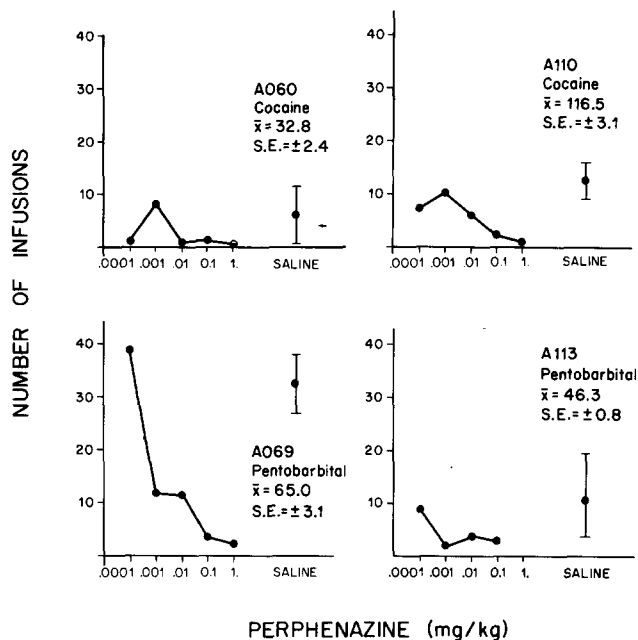 NUMBER OF INFUSIONS
40
30
20
10
A060
Cocaine
x̄ = 32.8
S.E.= ±2.4
.0001 .001 .01 0.1 1. SALINE
40
30
20
10
A110
Cocaine
x̄ = 116.5
S.E.= ±3.1
.0001 .001 .01 0.1 1. SALINE
40
30
20
10
A069
Pentobarbital
x̄ = 65.0
S.E.= ±3.1
.0001 .001 .01 0.1 1. SALINE
40
30
20
10
A113
Pentobarbital
x̄ = 46.3
S.E.= ±0.8
.0001 .001 .01 0.1 1. SALINE
PERPHENAZINE (mg/kg)